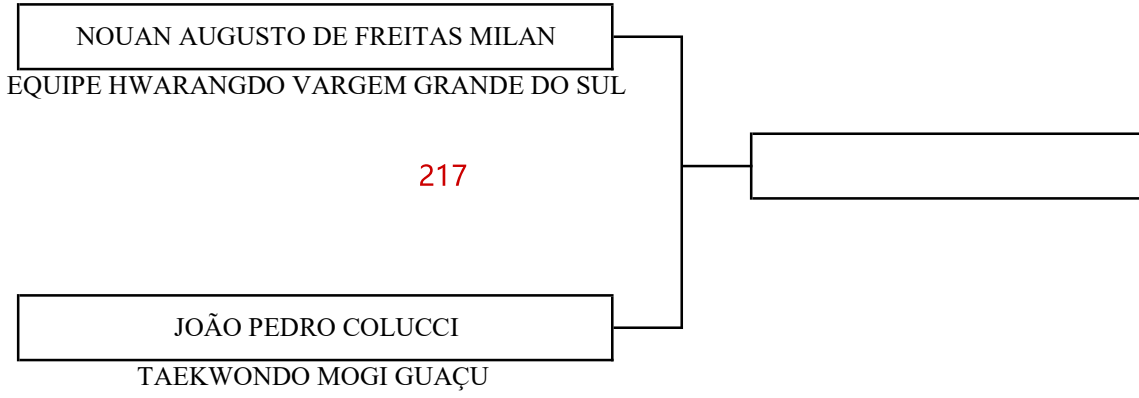 NOUAN AUGUSTO DE FREITAS MILAN
EQUIPE HWARANGDO VARGEM GRANDE DO SUL
217
JOÃO PEDRO COLUCCI
TAEKWONDO MOGI GUAÇU